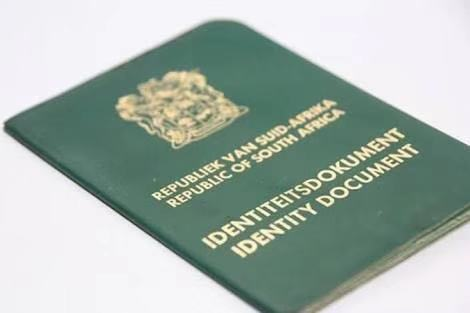 REPUBLIEK VAN SUID-AFRIKA
REPUBLIC OF SOUTH AFRICA
IDENTITEITSDOKUMENT
IDENTITY DOCUMENT